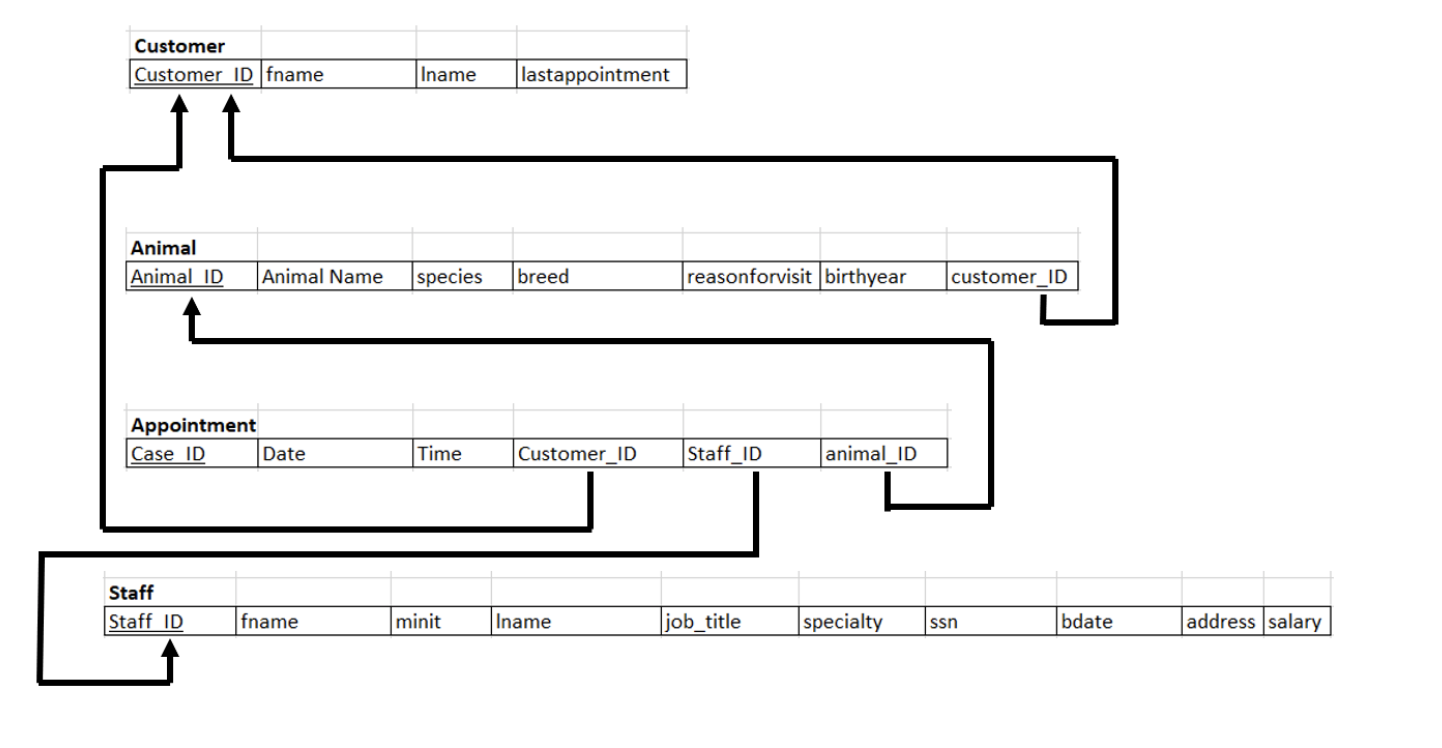 Customer
Customer_ID fname lname lastappointment
Animal
Animal_ID Animal Name species breed reasonforvisit birthyear customer_ID
Appointment
Case_ID Date Time Customer_ID Staff_ID animal_ID
Staff
Staff_ID fname minit lname job_title specialty ssn bdate address salary